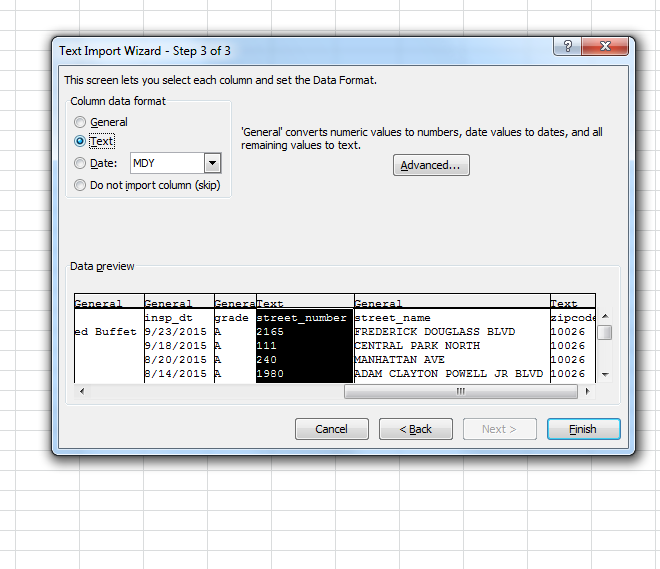 Text Import Wizard - Step 3 of 3
?
This screen lets you select each column and set the Data Format.
Column data format
General
Text
Date: MDY
Do not import column (skip)
'General' converts numeric values to numbers, date values to dates, and all
remaining values to text.
Advanced...
Data preview
General General Genera Text General Text
insp_dt grade street_number street_name zipcode
ed Buffet 9/23/2015 A 2165 FREDERICK DOUGLASS BLVD 10026
9/18/2015 A 111 CENTRAL PARK NORTH 10026
8/20/2015 A 240 MANHATTAN AVE 10026
8/14/2015 A 1980 ADAM CLAYTON POWELL JR BLVD 10026
Cancel < Back Next > Finish